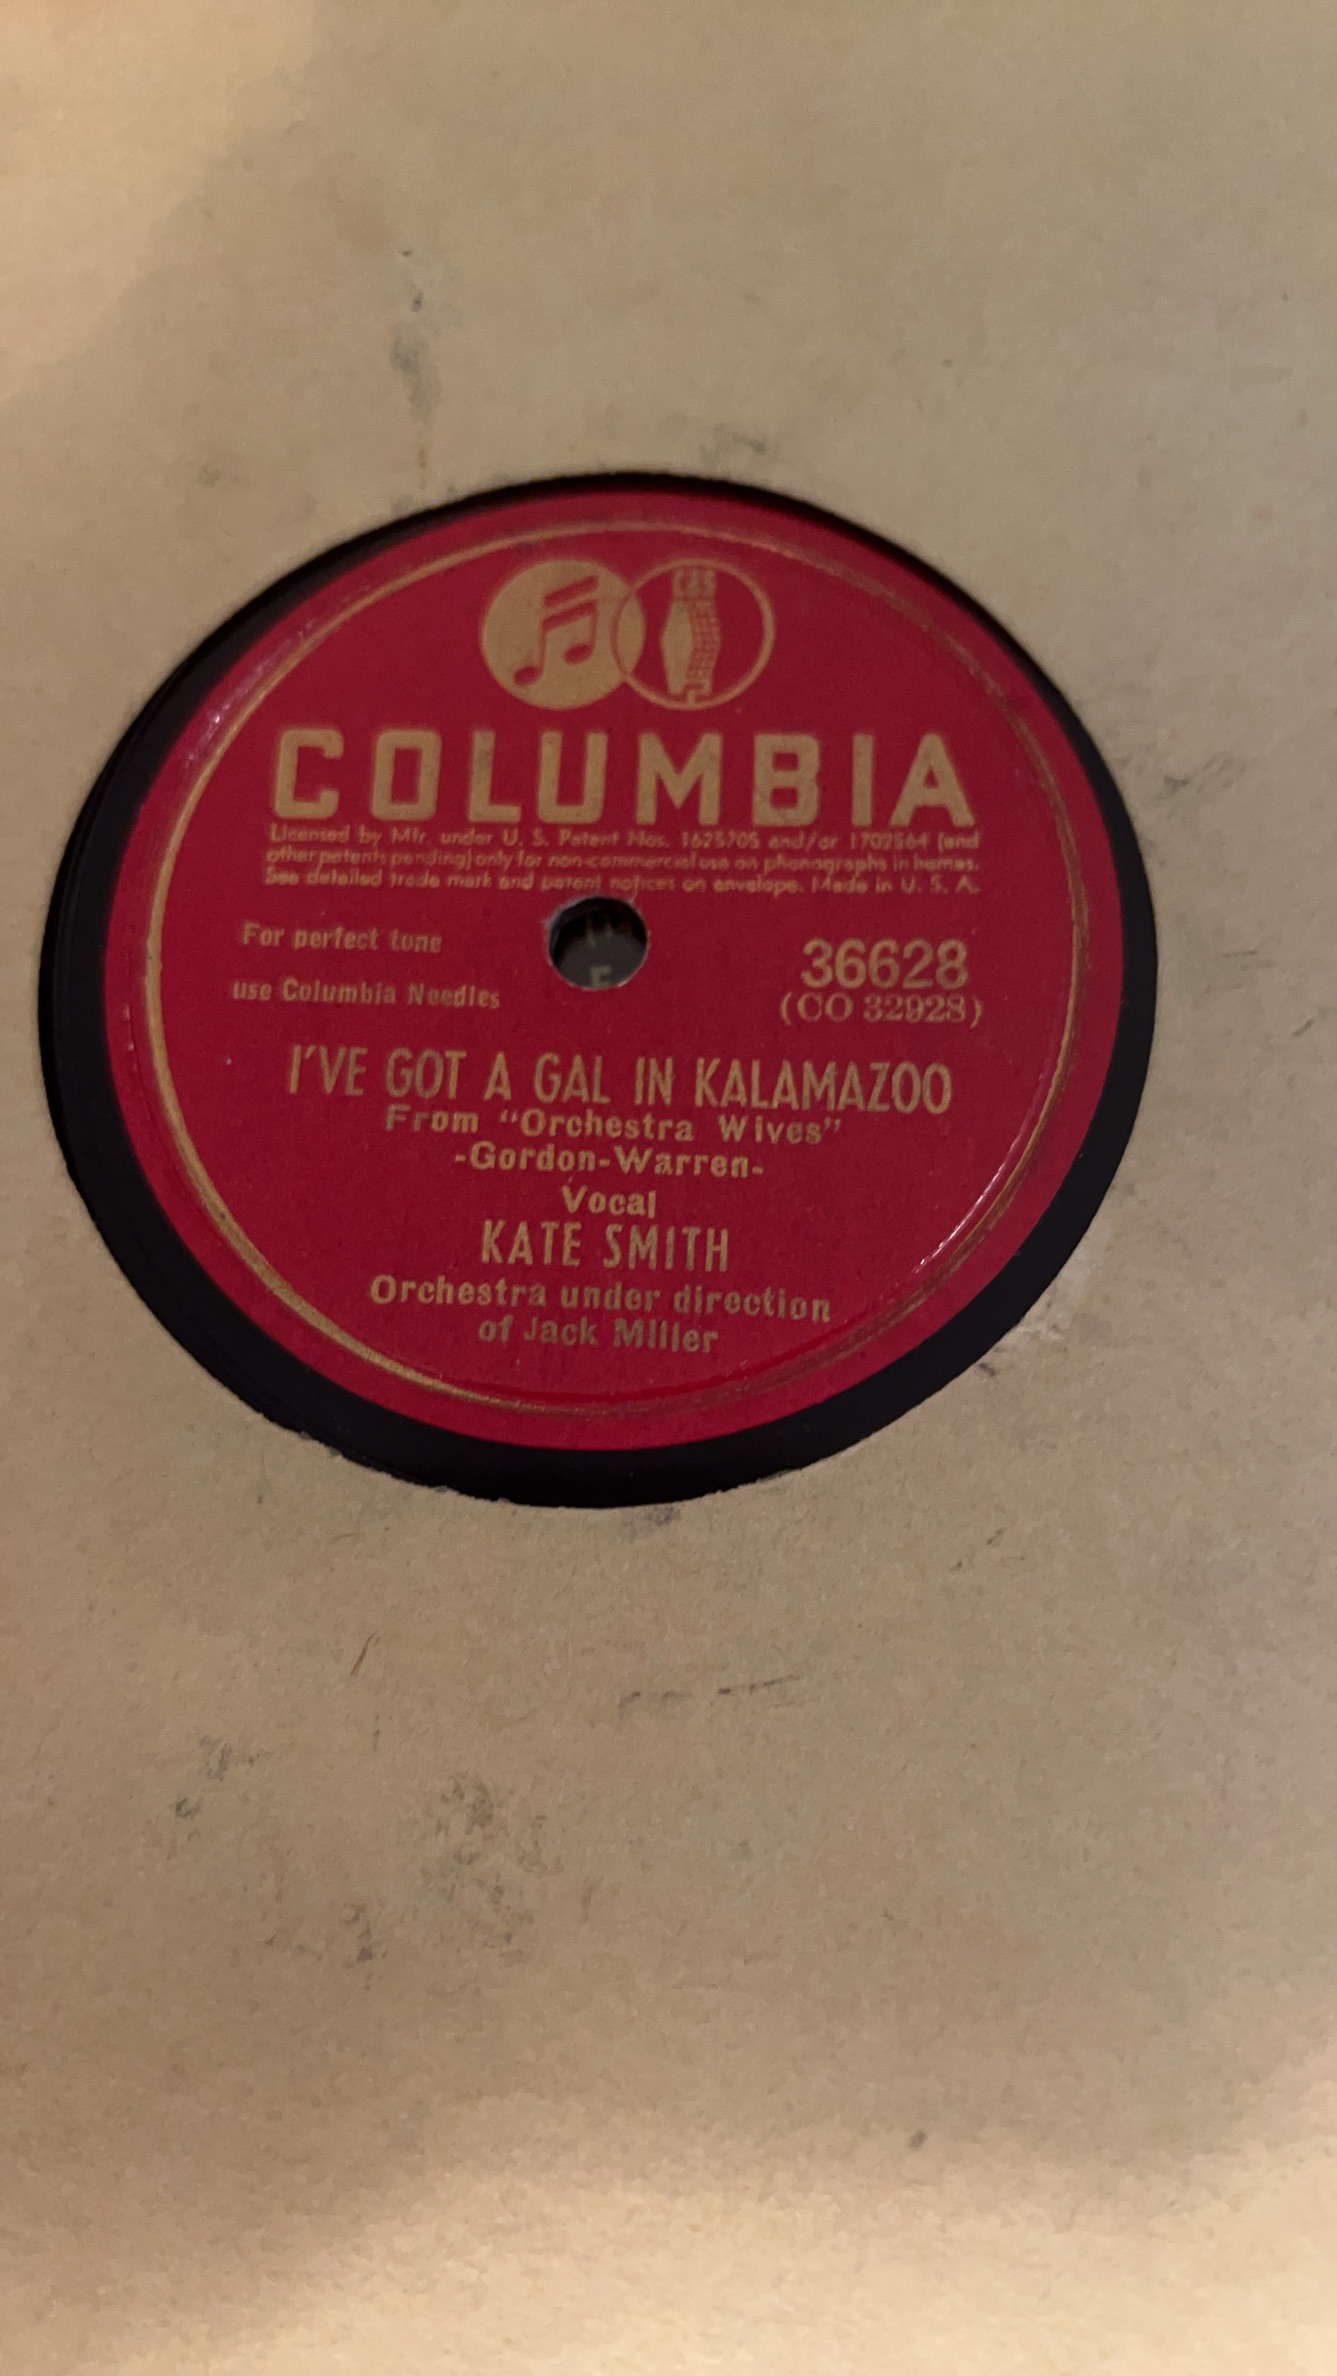 CBS
COLUMBIA
Licensed by Mfr. under U. S. Patent Nos. 1625705 and/or 1702564 (and
other patents pending) only for non-commercial use on phonographs in homes.
See detailed trade mark and patent notices on envelope. Made in U. S. A.
For perfect tone
use Columbia Needles
36628
(CO 32928)
I'VE GOT A GAL IN KALAMAZOO
From "Orchestra Wives"
-Gordon-Warren-
Vocal
KATE SMITH
Orchestra under direction
of Jack Miller